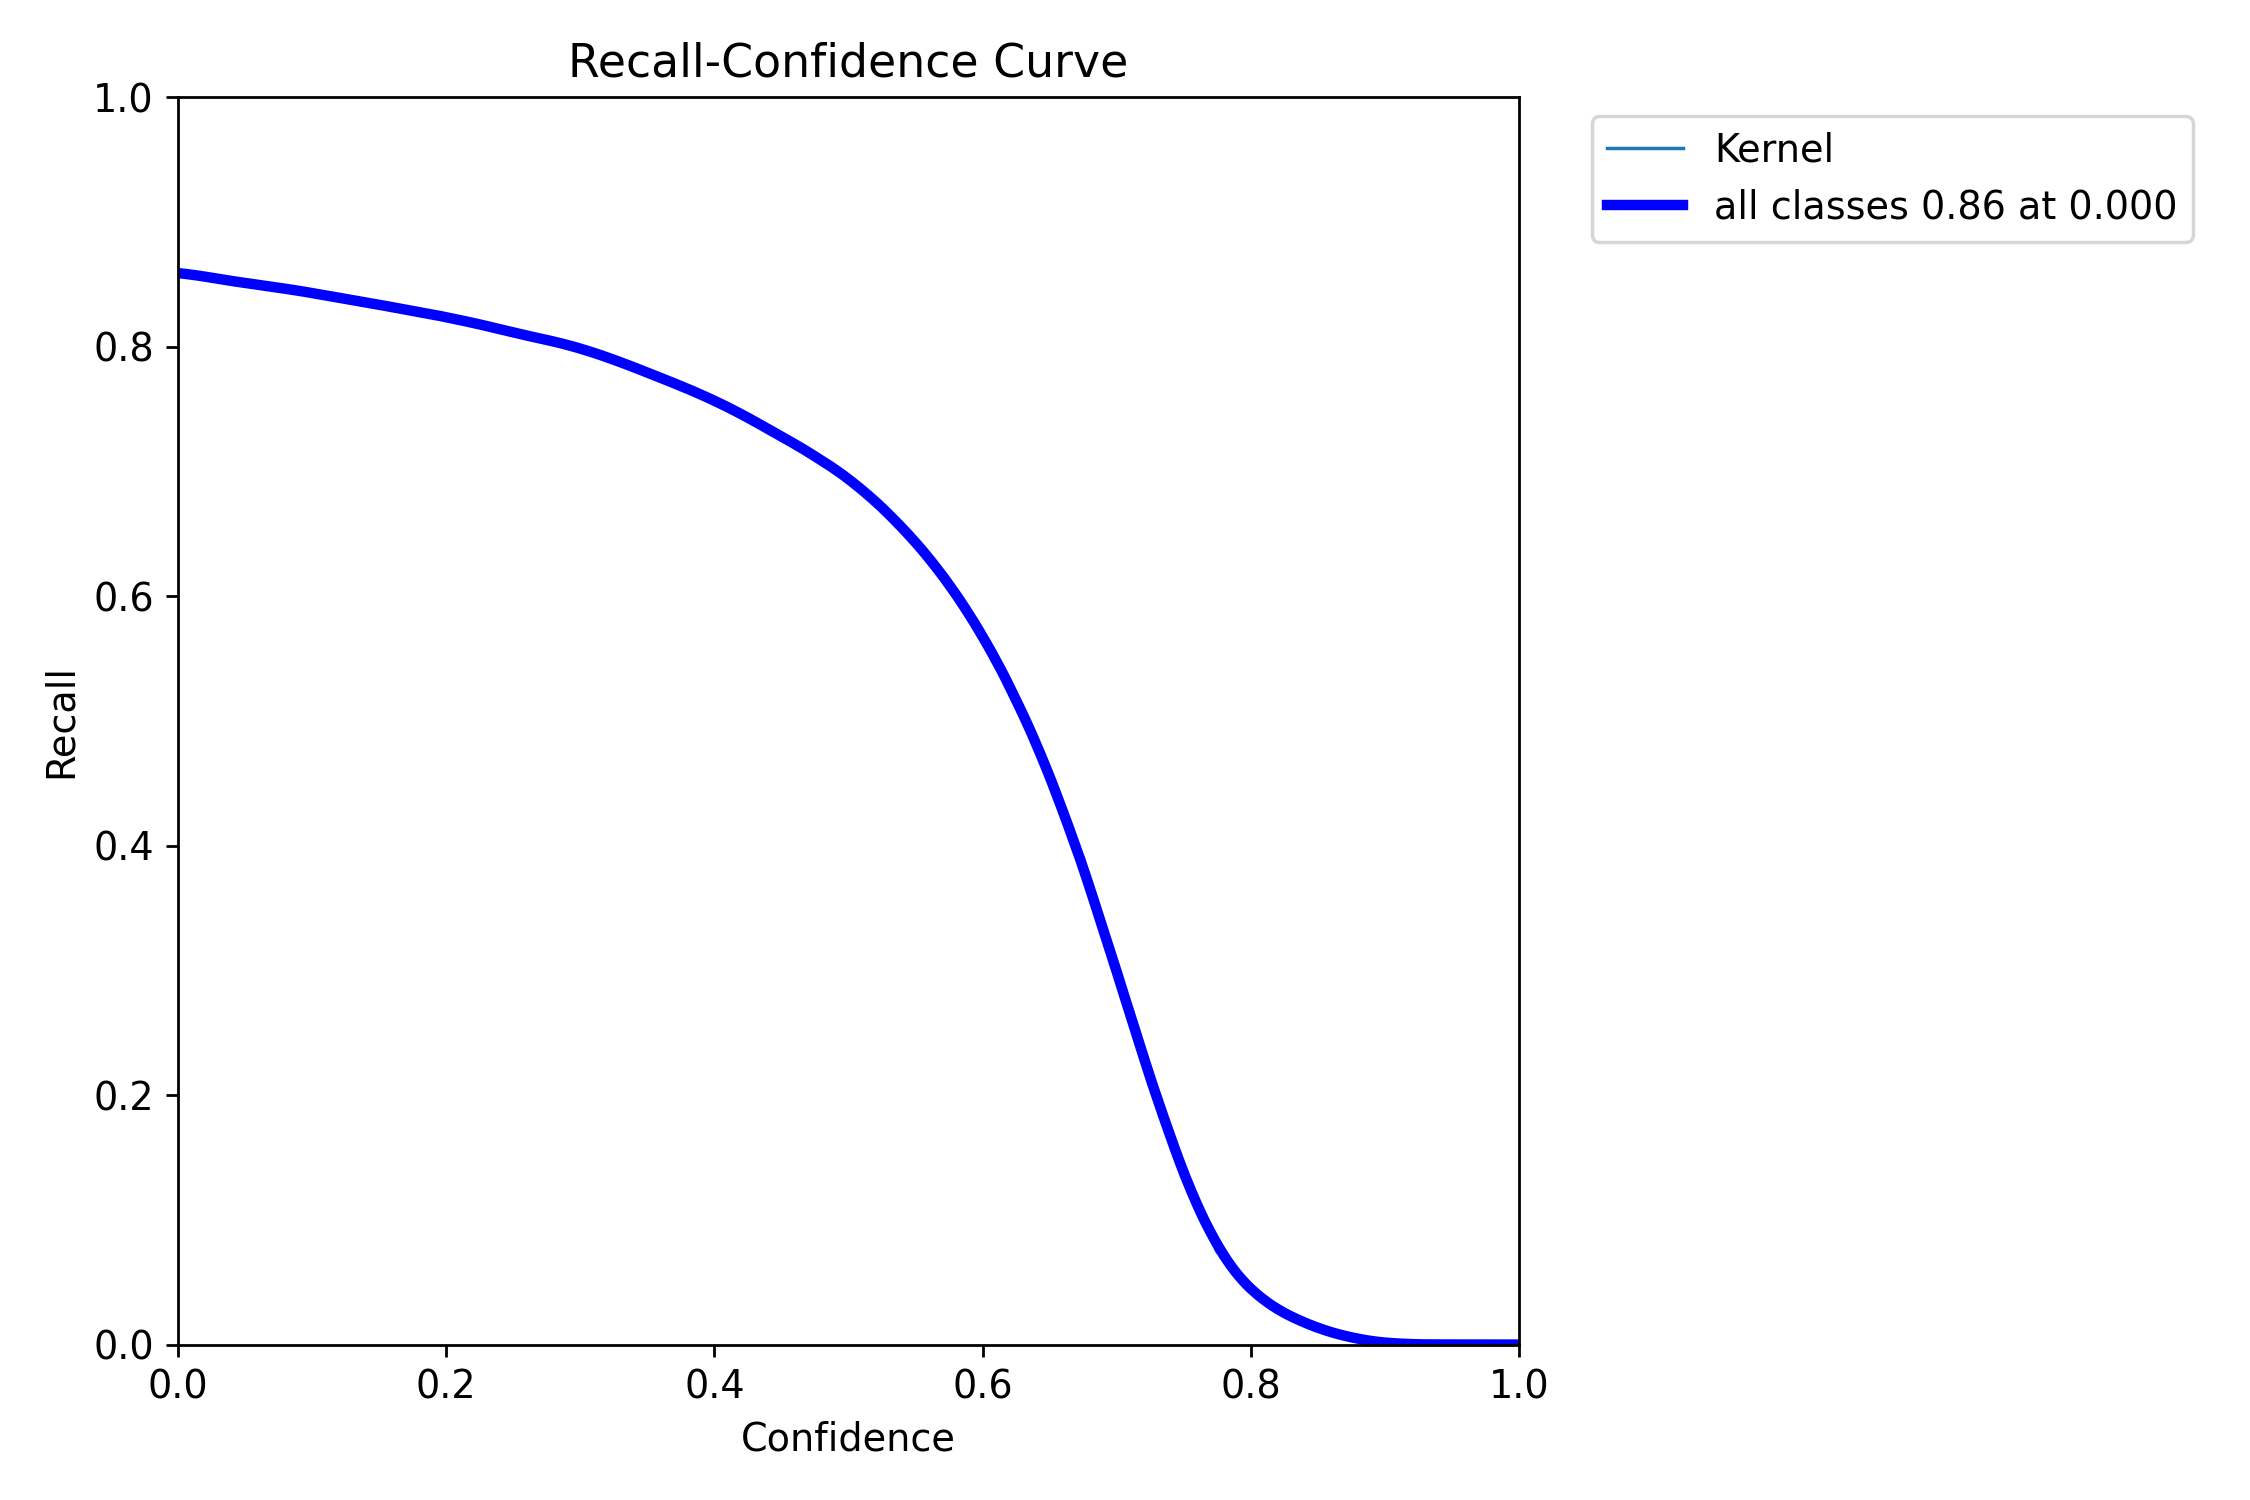 Recall-Confidence Curve
1.0
0.8
0.6
0.4
0.2
0.0
Recall
0.0 0.2 0.4 0.6 0.8 1.0
Confidence
Kernel
all classes 0.86 at 0.000